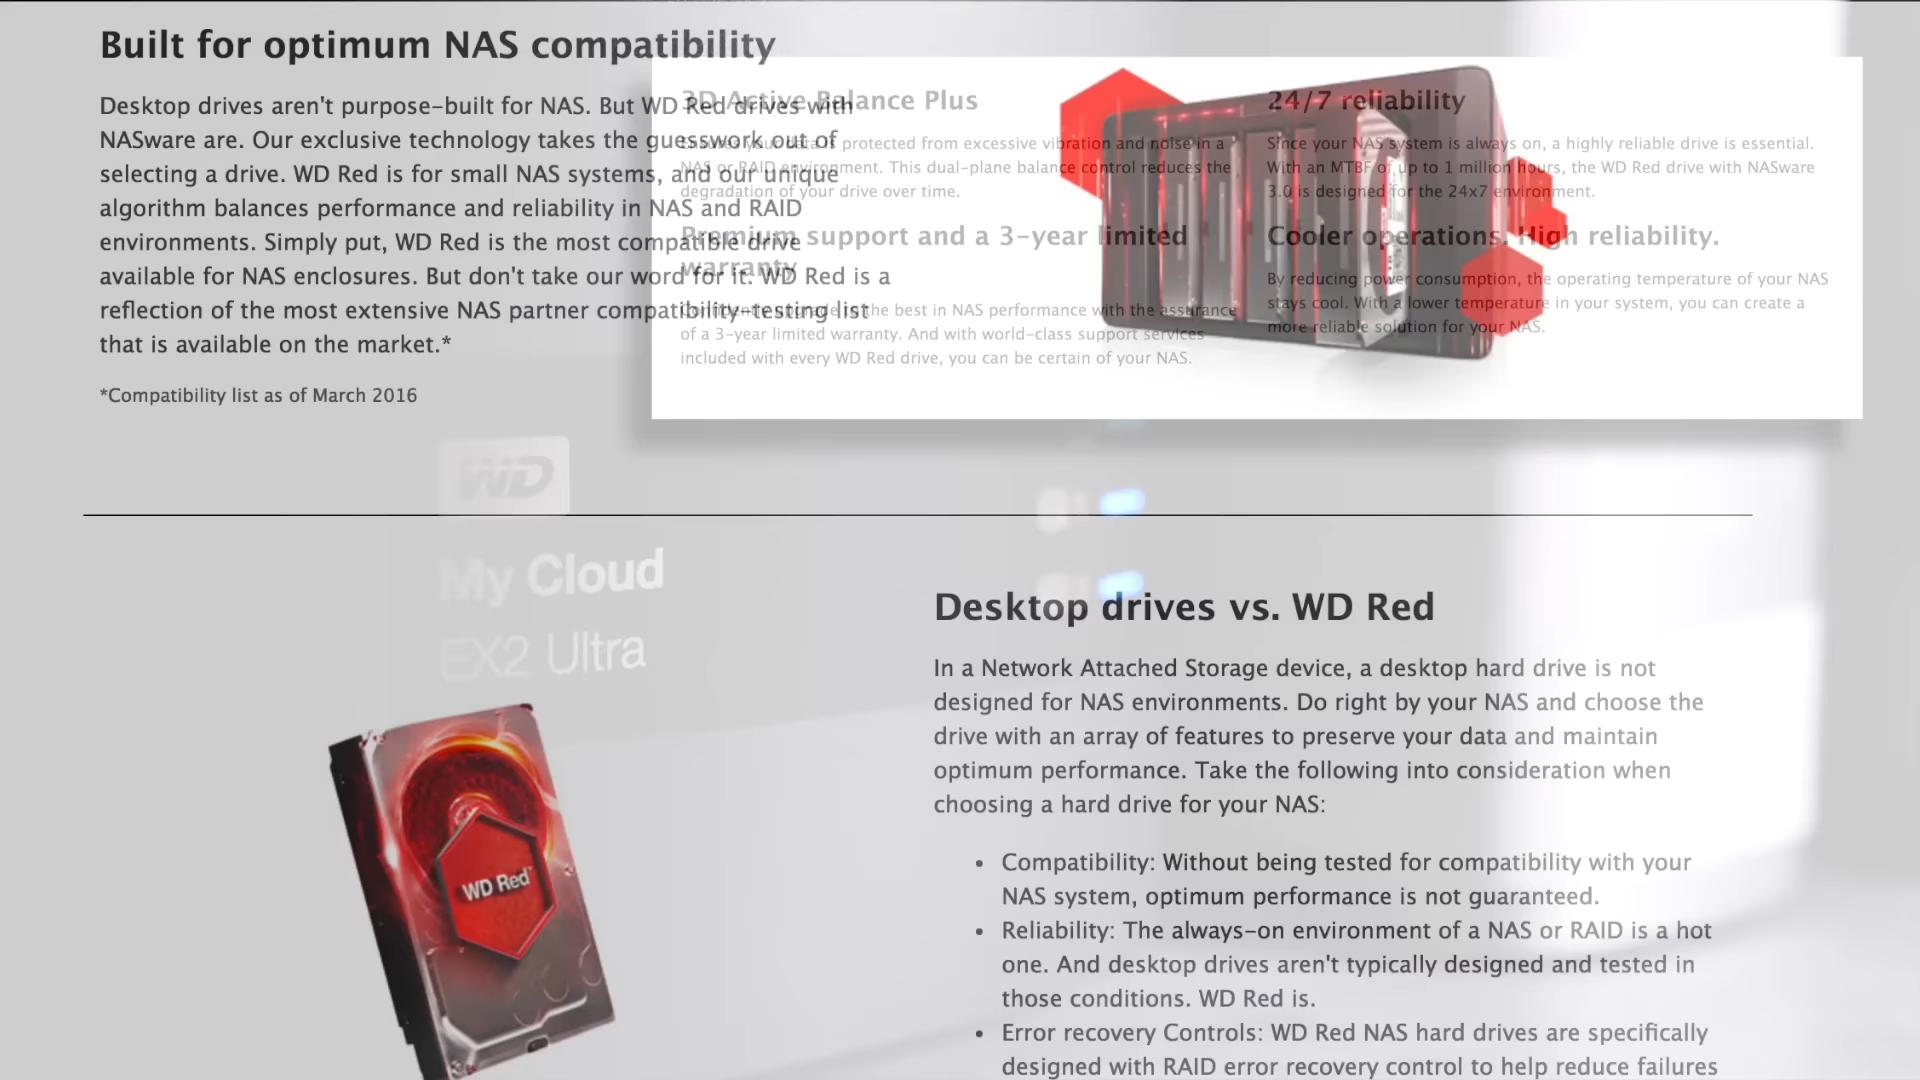 Built for optimum NAS compatibility
Desktop drives aren't purpose-built for NAS. But WD Red drives with
NASware are. Our exclusive technology takes the guesswork out of
selecting a drive. WD Red is for small NAS systems, and our unique
algorithm balances performance and reliability in NAS and RAID
environments. Simply put, WD Red is the most compatible drive
available for NAS enclosures. But don't take our word for it. WD Red is a
reflection of the most extensive NAS partner compatibility-testing list
that is available on the market.*
*Compatibility list as of March 2016
3D Active Balance Plus
Ensures your data is protected from excessive vibration and noise in a
NAS or RAID environment. This dual-plane balance control reduces the
degradation of your drive over time.
Premium support and a 3-year limited
warranty
the best in NAS performance with the assurance
of a 3-year limited warranty. And with world-class support services
included with every WD Red drive, you can be certain of your NAS.
24/7 reliability
Since your NAS system is always on, a highly reliable drive is essential.
With an MTBF of up to 1 million hours, the WD Red drive with NASware
3.0 is designed for the 24x7 environment.
Cooler operations. High reliability.
By reducing power consumption, the operating temperature of your NAS
stays cool. With a lower temperature in your system, you can create a
more reliable solution for your NAS.
WD
My Cloud
EX2 Ultra
WD Red
Desktop drives vs. WD Red
In a Network Attached Storage device, a desktop hard drive is not
designed for NAS environments. Do right by your NAS and choose the
drive with an array of features to preserve your data and maintain
optimum performance. Take the following into consideration when
choosing a hard drive for your NAS:
• Compatibility: Without being tested for compatibility with your
NAS system, optimum performance is not guaranteed.
• Reliability: The always-on environment of a NAS or RAID is a hot
one. And desktop drives aren't typically designed and tested in
those conditions. WD Red is.
• Error recovery Controls: WD Red NAS hard drives are specifically
designed with RAID error recovery control to help reduce failures